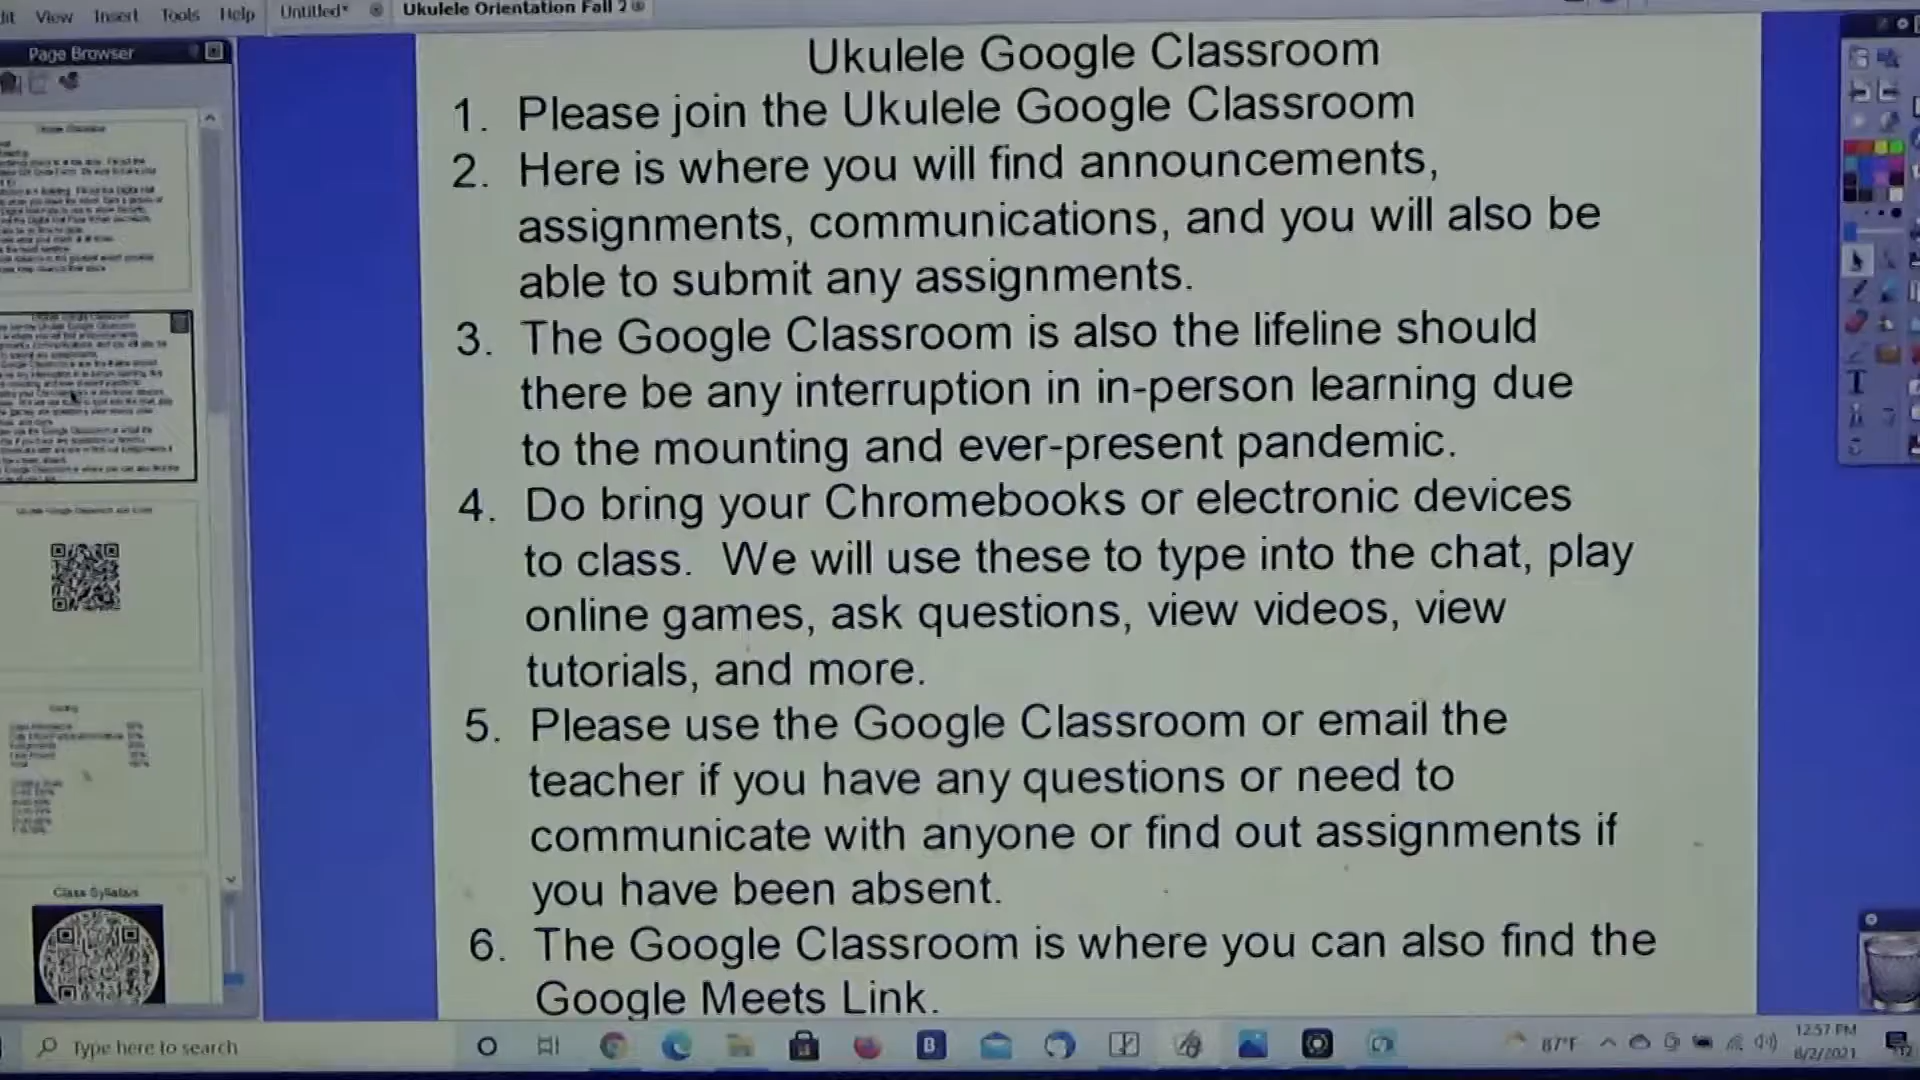 View Insert Tools Help Untitled* Ukulele Orientation Fall 2
Page Browser
Ukulele Google Classroom
1. Please join the Ukulele Google Classroom
2. Here is where you will find announcements,
assignments, communications, and you will also be
able to submit any assignments.
3. The Google Classroom is also the lifeline should
there be any interruption in in-person learning due
to the mounting and ever-present pandemic.
4. Do bring your Chromebooks or electronic devices
to class. We will use these to type into the chat, play
online games, ask questions, view videos, view
tutorials, and more.
5. Please use the Google Classroom or email the
teacher if you have any questions or need to
communicate with anyone or find out assignments if
you have been absent.
6. The Google Classroom is where you can also find the
Google Meets Link.
Class Syllabus
Type here to search
87°F
12:57 PM
8/2/2021